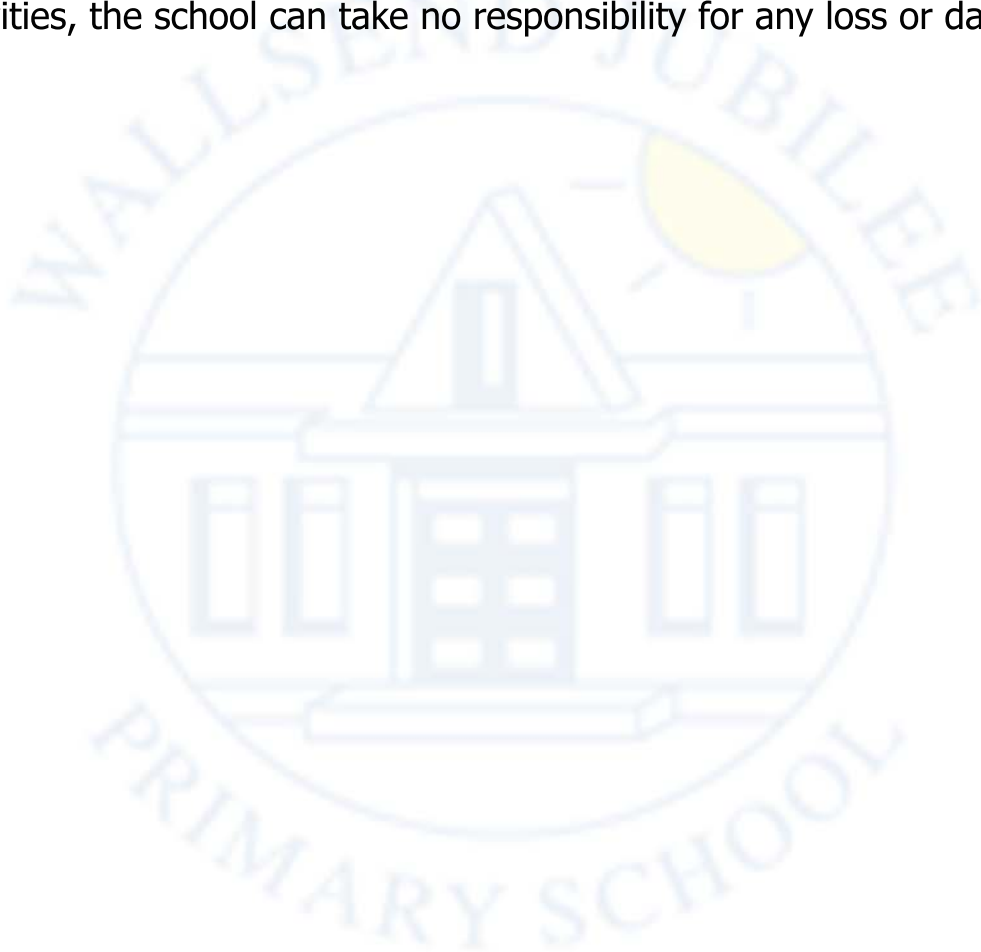 ities, the school can take no responsibility for any loss or da
WALLSEND JUBILEE
PRIMARY SCHOOL